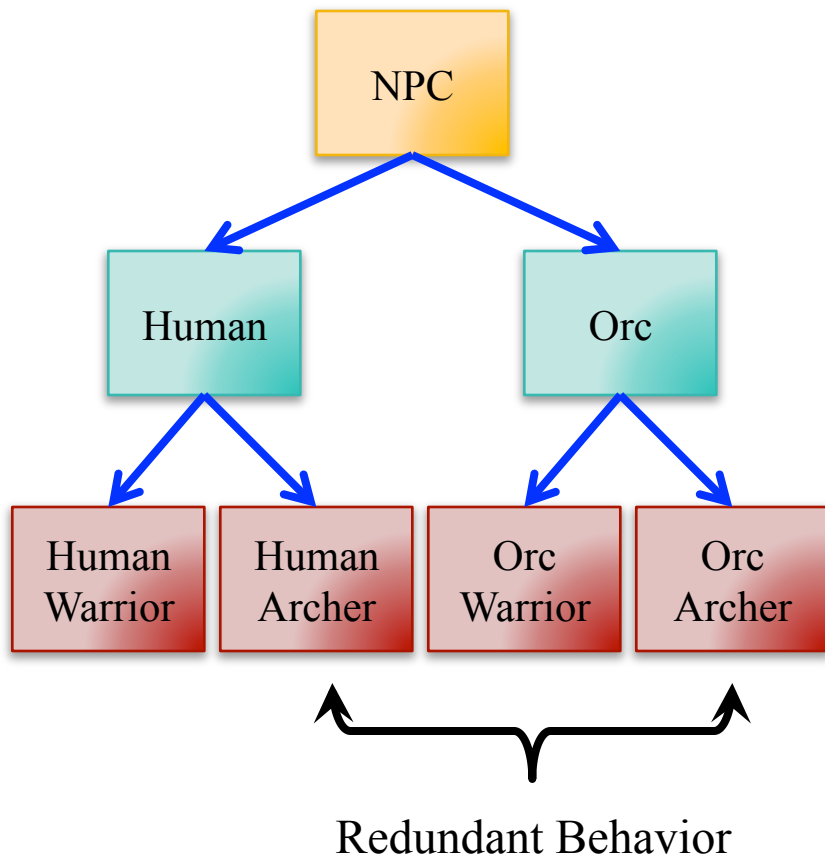 NPC
Human
Orc
Human
Warrior
Human
Archer
Orc
Warrior
Orc
Archer
Redundant Behavior